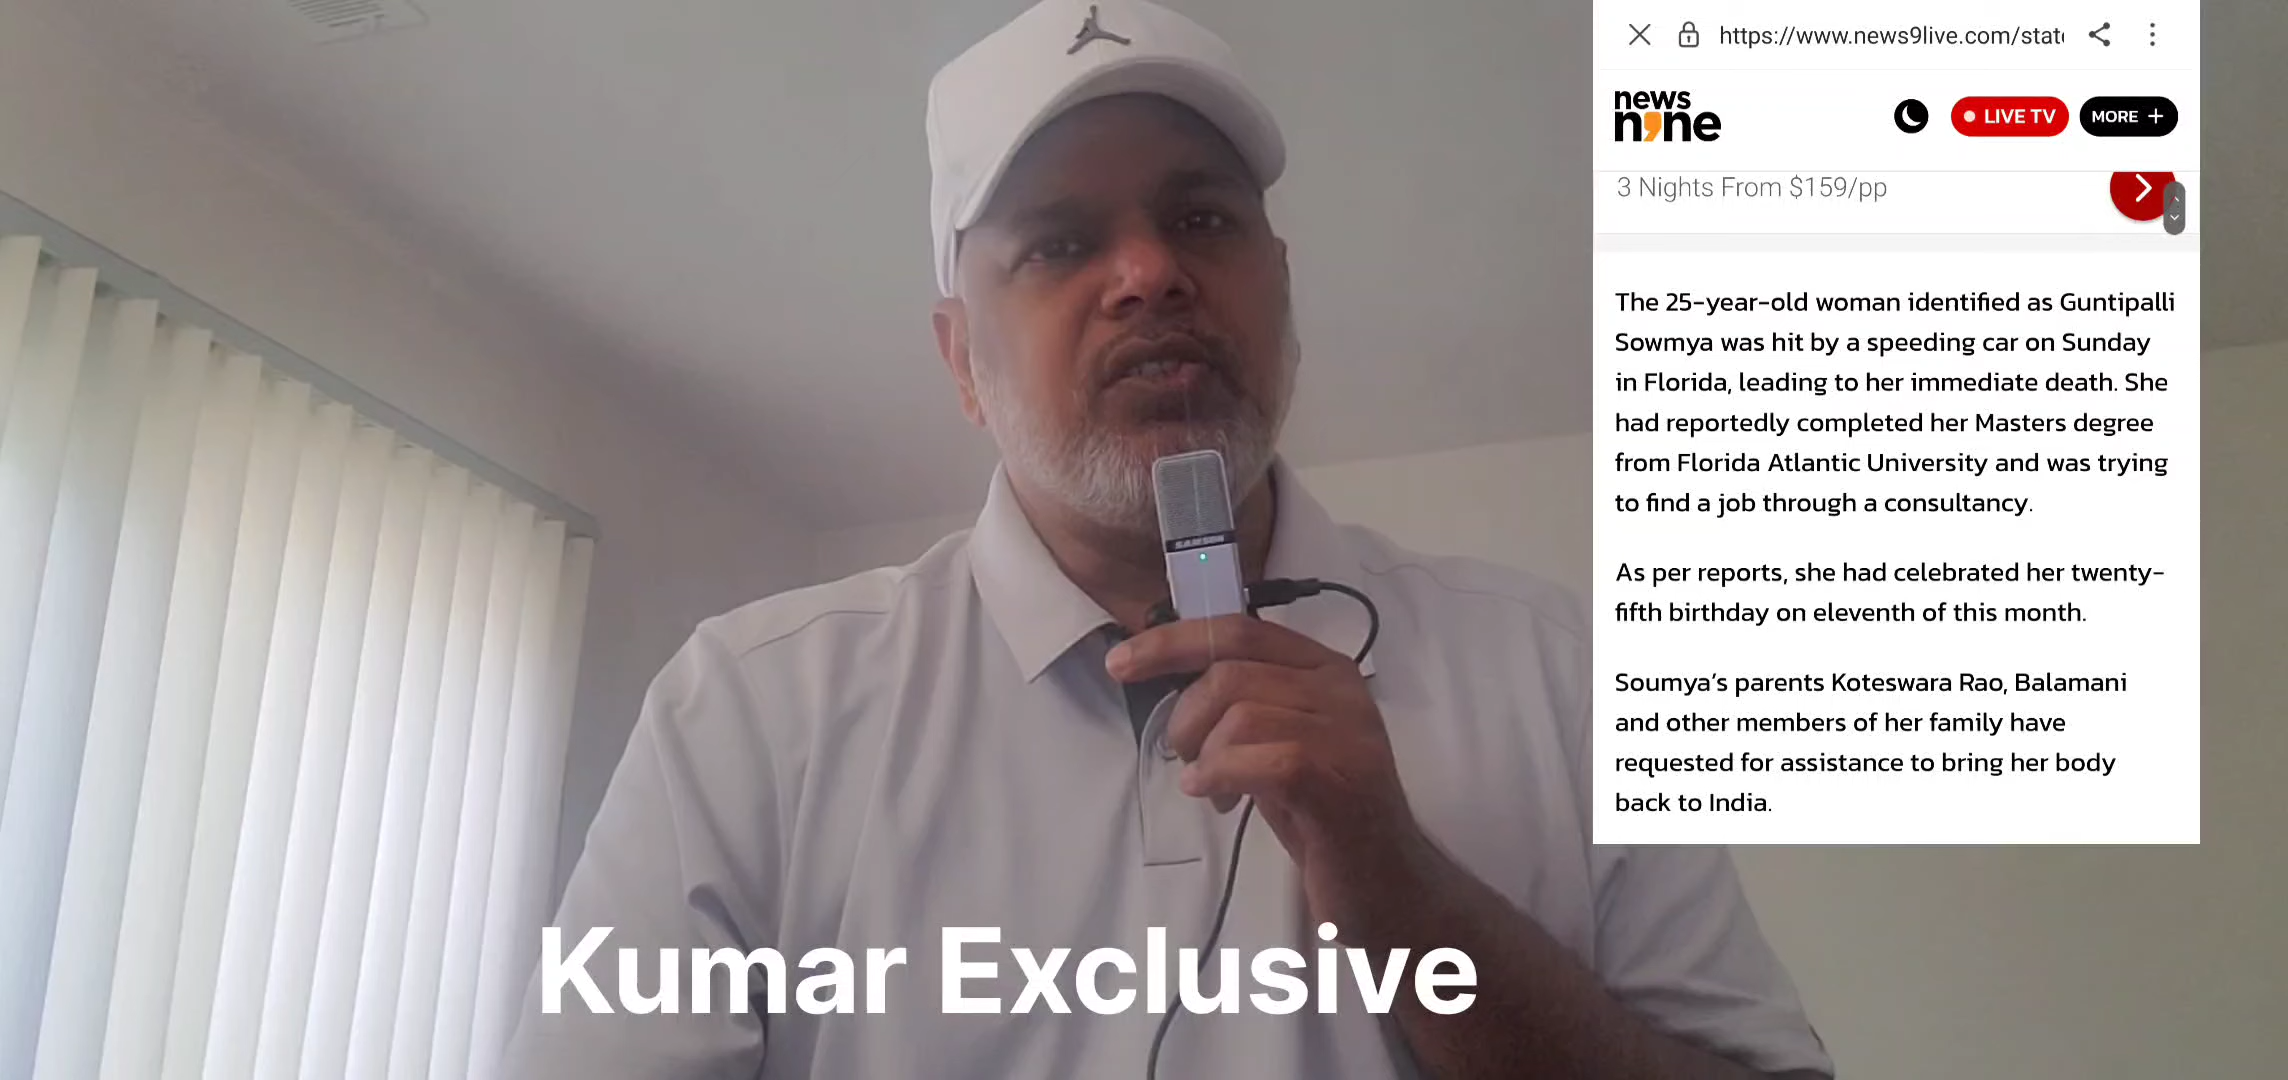 https://www.news9live.com/stat
news
n9ne
LIVE TV
MORE +
3 Nights From $159/pp
The 25-year-old woman identified as Guntipalli
Sowmya was hit by a speeding car on Sunday
in Florida, leading to her immediate death. She
had reportedly completed her Masters degree
from Florida Atlantic University and was trying
to find a job through a consultancy.
As per reports, she had celebrated her twenty-
fifth birthday on eleventh of this month.
Soumya's parents Koteswara Rao, Balamani
and other members of her family have
requested for assistance to bring her body
back to India.
SAMSON
Kumar Exclusive